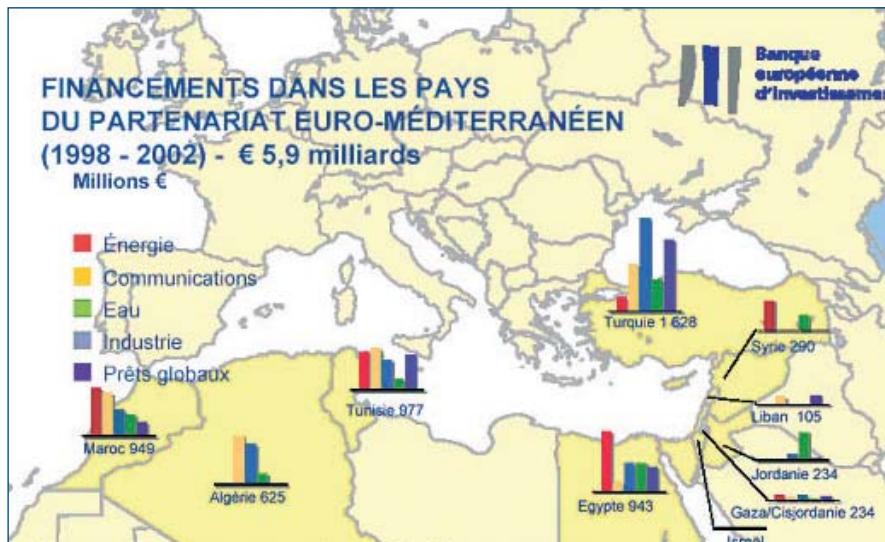 FINANCEMENTS DANS LES PAYS
DU PARTENARIAT EURO-MÉDITERRANÉEN
(1998 - 2002) - € 5,9 milliards
Millions €
Banque
européenne
d'investissemen
Énergie
Communications
Eau
Industrie
Prêts globaux
Turquie 1 628
Syrie 290
Tunisie 977
Liban 105
Maroc 949
Jordanie 234
Algérie 625
Egypte 943
Gaza/Cisjordanie 234
Israël